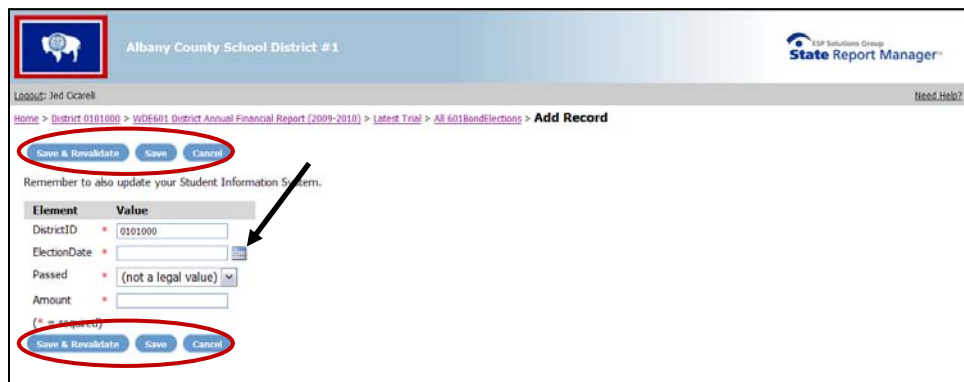 Albany County School District #1
ESP Solutions Group
State Report Manager
Logout: Jed Cicareli
Need Help?
Home > District 0101000 > WDE601 District Annual Financial Report (2009-2010) > Latest Trial > All 601BondElections > Add Record
Save & Revalidate Save Cancel
Remember to also update your Student Information System.
Element Value
DistrictID * 0101000
ElectionDate *
Passed * (not a legal value)
Amount *
(* = required)
Save & Revalidate Save Cancel